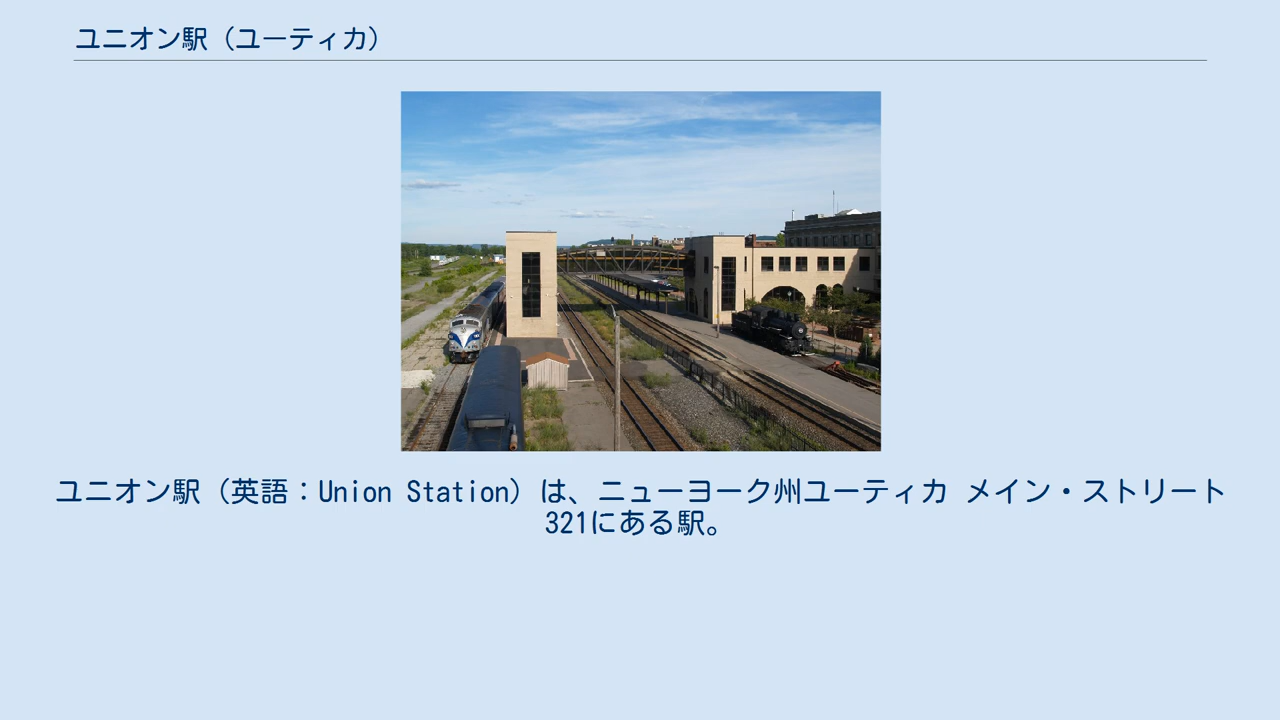 ユニオン駅（ユーティカ）
ユニオン駅（英語：Union Station）は、ニューヨーク州ユーティカ メイン・ストリート
321にある駅。